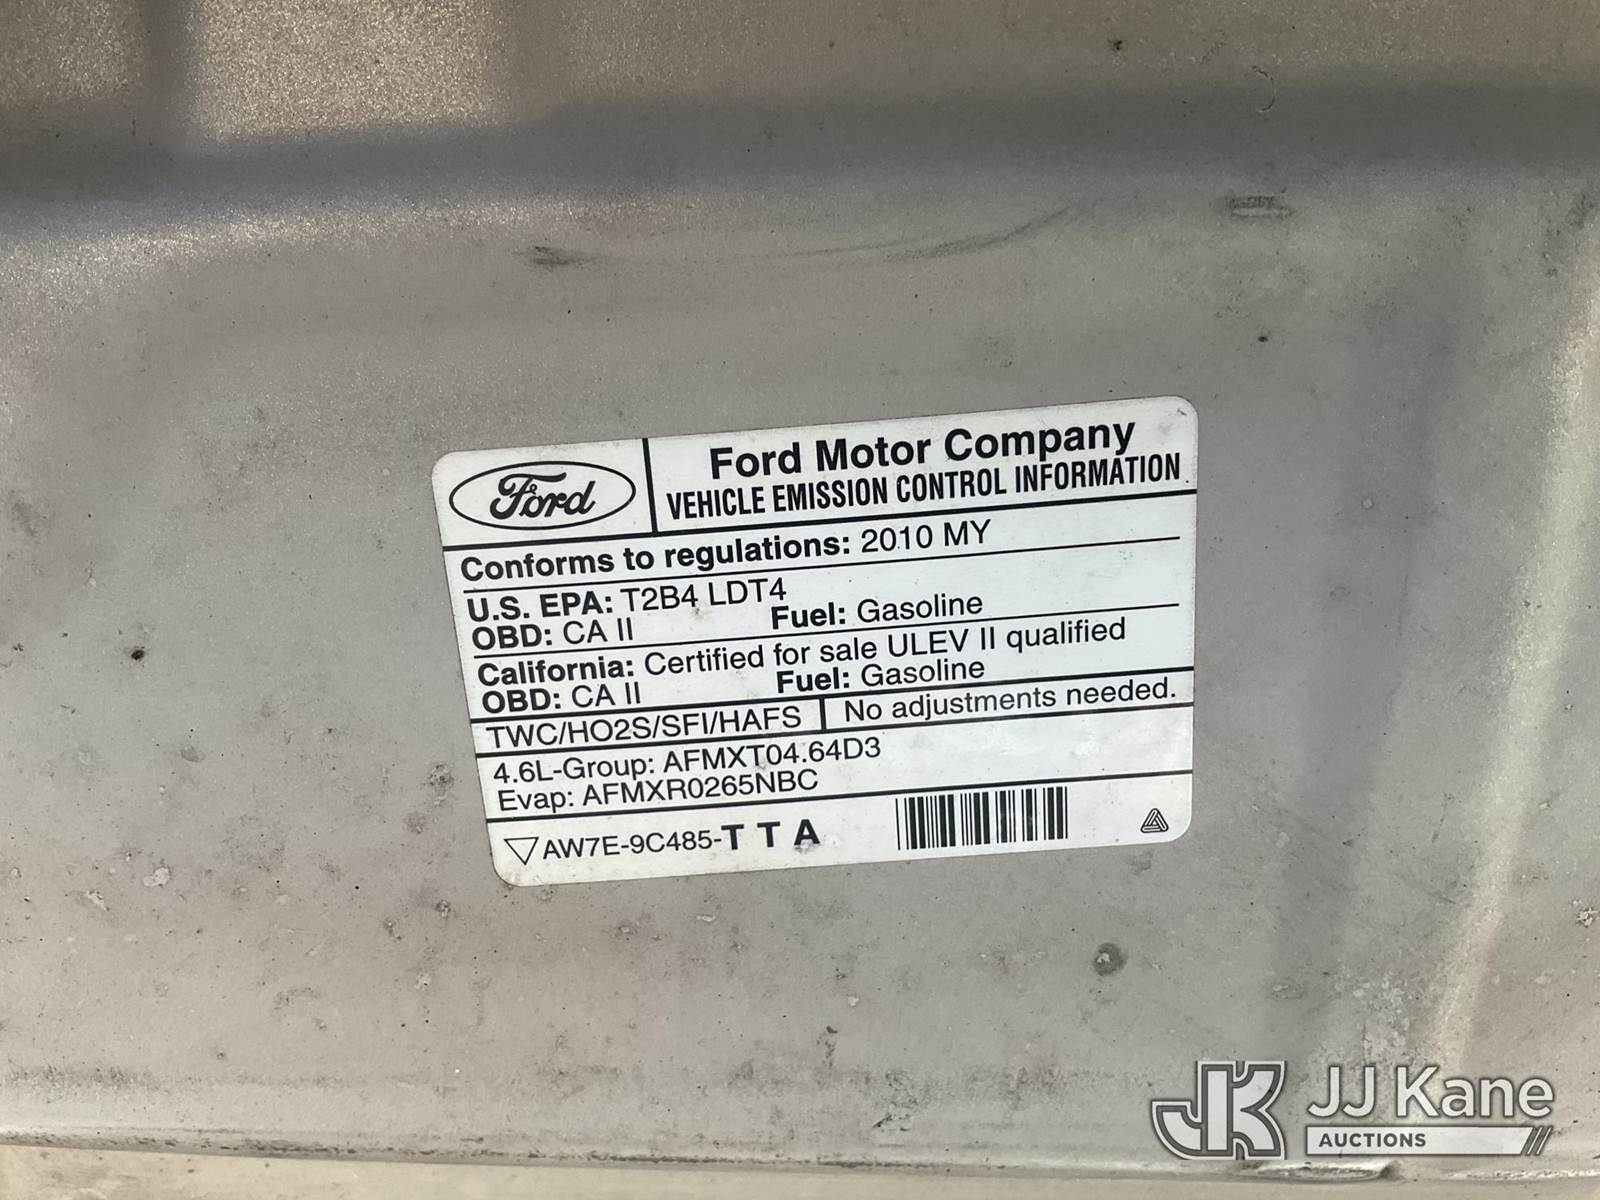 Ford
Ford Motor Company
VEHICLE EMISSION CONTROL INFORMATION
Conforms to regulations: 2010 MY
U.S. EPA: T2B4 LDT4
OBD: CA II Fuel: Gasoline
California: Certified for sale ULEV II qualified
OBD: CA II Fuel: Gasoline
TWC/HO2S/SFI/HAFS No adjustments needed.
4.6L-Group: AFMXT04.64D3
Evap: AFMXR0265NBC
AW7E-9C485-T T A
JK JJ Kane
AUCTIONS